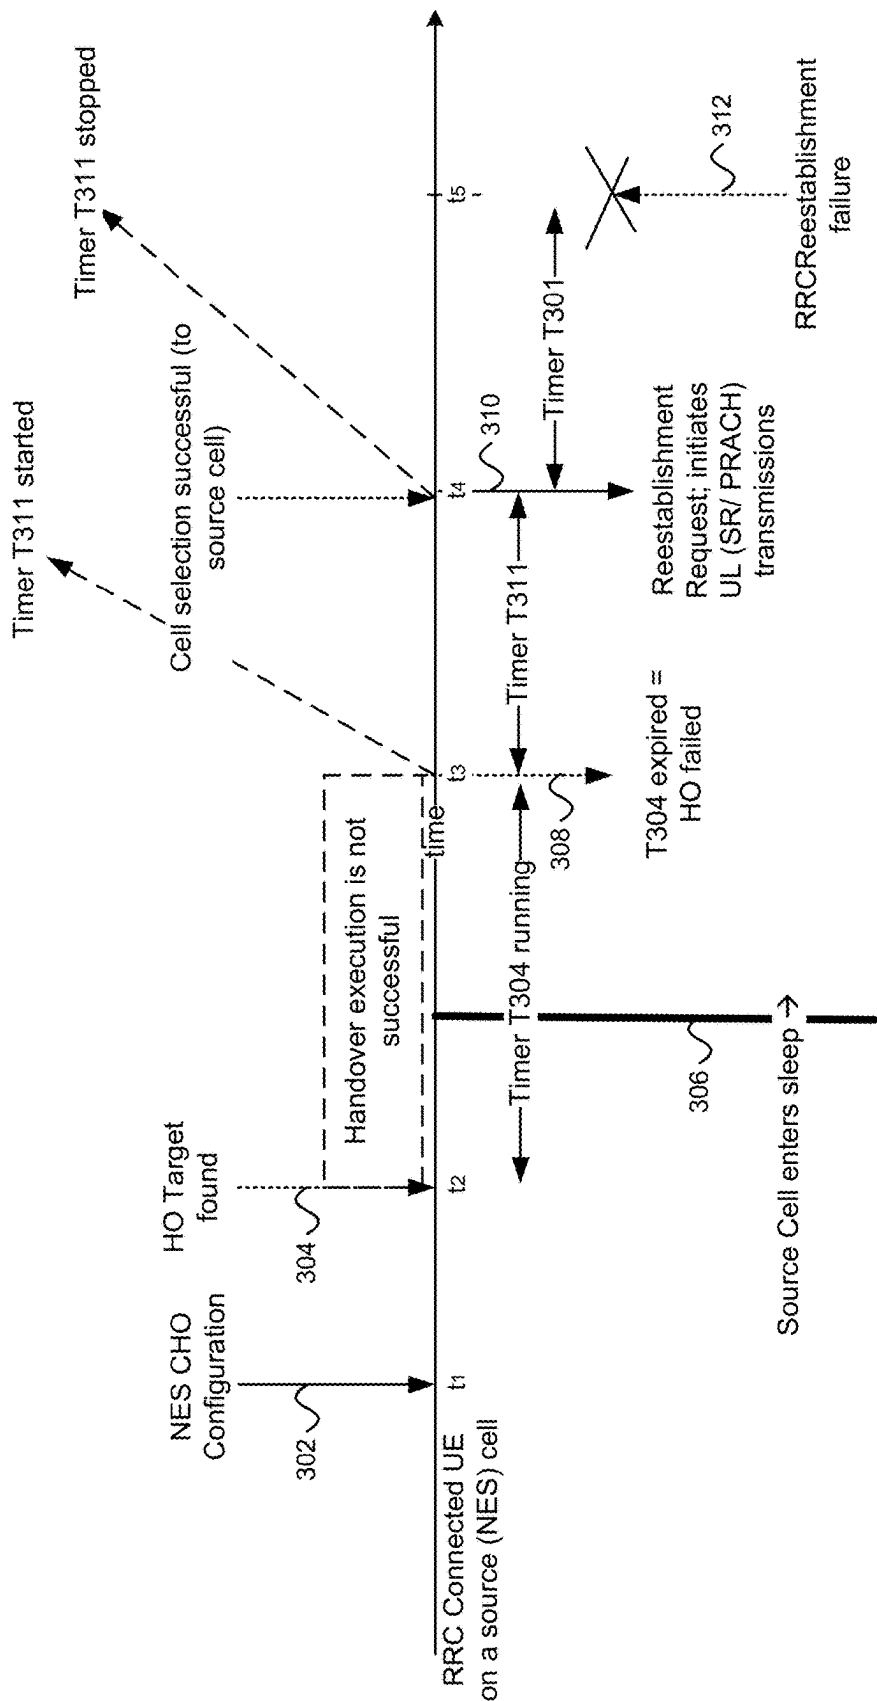 Timer T311 started
Timer T311 stopped
Cell selection successful (to
source cell)
HO Target
found
NES CHO
Configuration
302
304
Handover execution is not
successful
time
RRC Connected UE
on a source (NES) cell
t1
t2
t3
t4
t5
Timer T304 running
Timer T311
Timer T301
306
308
310
312
Source Cell enters sleep →
T304 expired =
HO failed
Reestablishment
Request; initiates
UL (SR/ PRACH)
transmissions
RRCReestablishment
failure